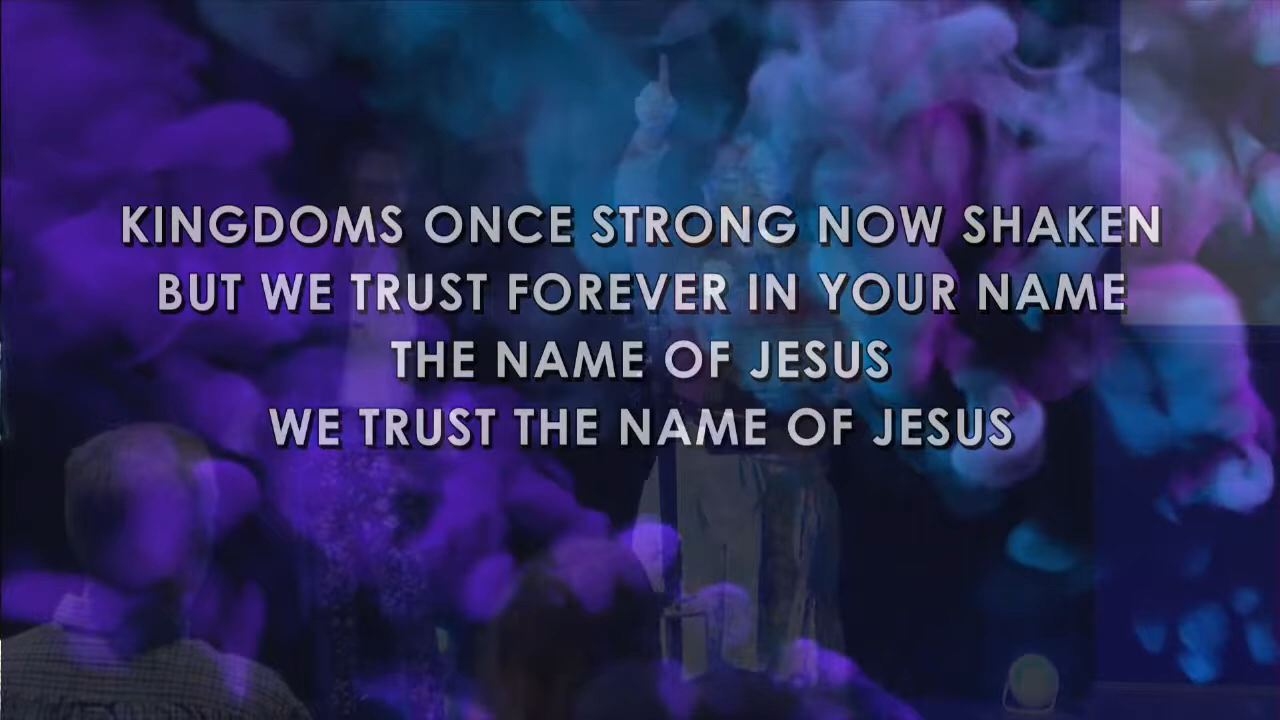 KINGDOMS ONCE STRONG NOW SHAKEN
BUT WE TRUST FOREVER IN YOUR NAME
THE NAME OF JESUS
WE TRUST THE NAME OF JESUS